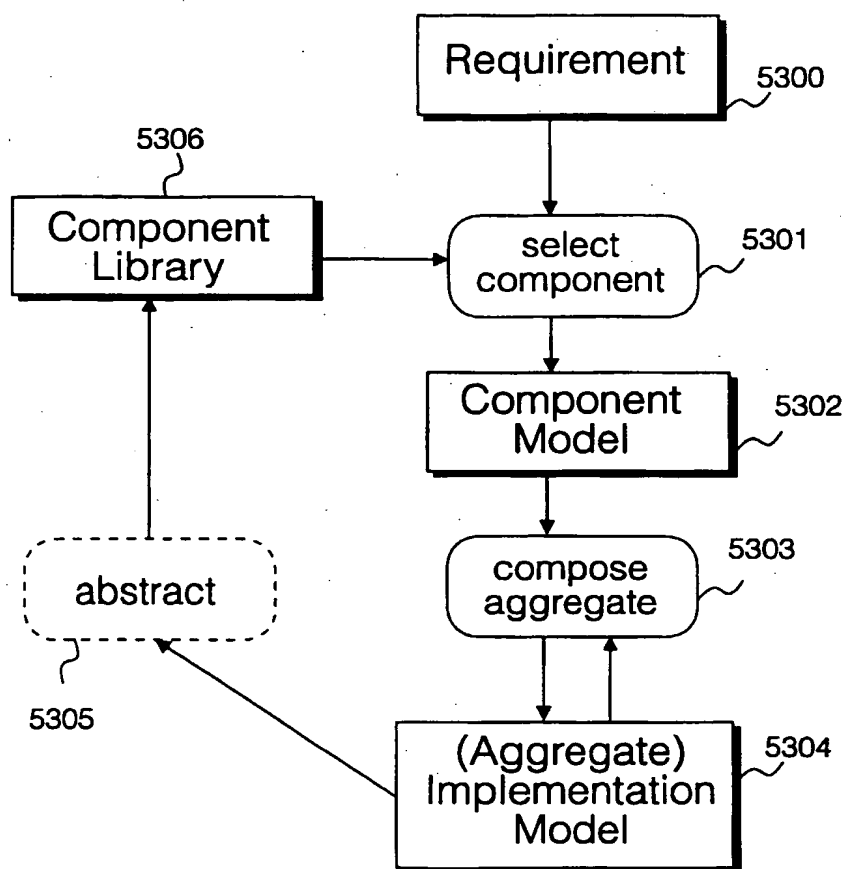 Requirement
5300
5306
Component
Library
select
component
5301
Component
Model
5302
compose
aggregate
5303
abstract
5305
(Aggregate)
Implementation
Model
5304